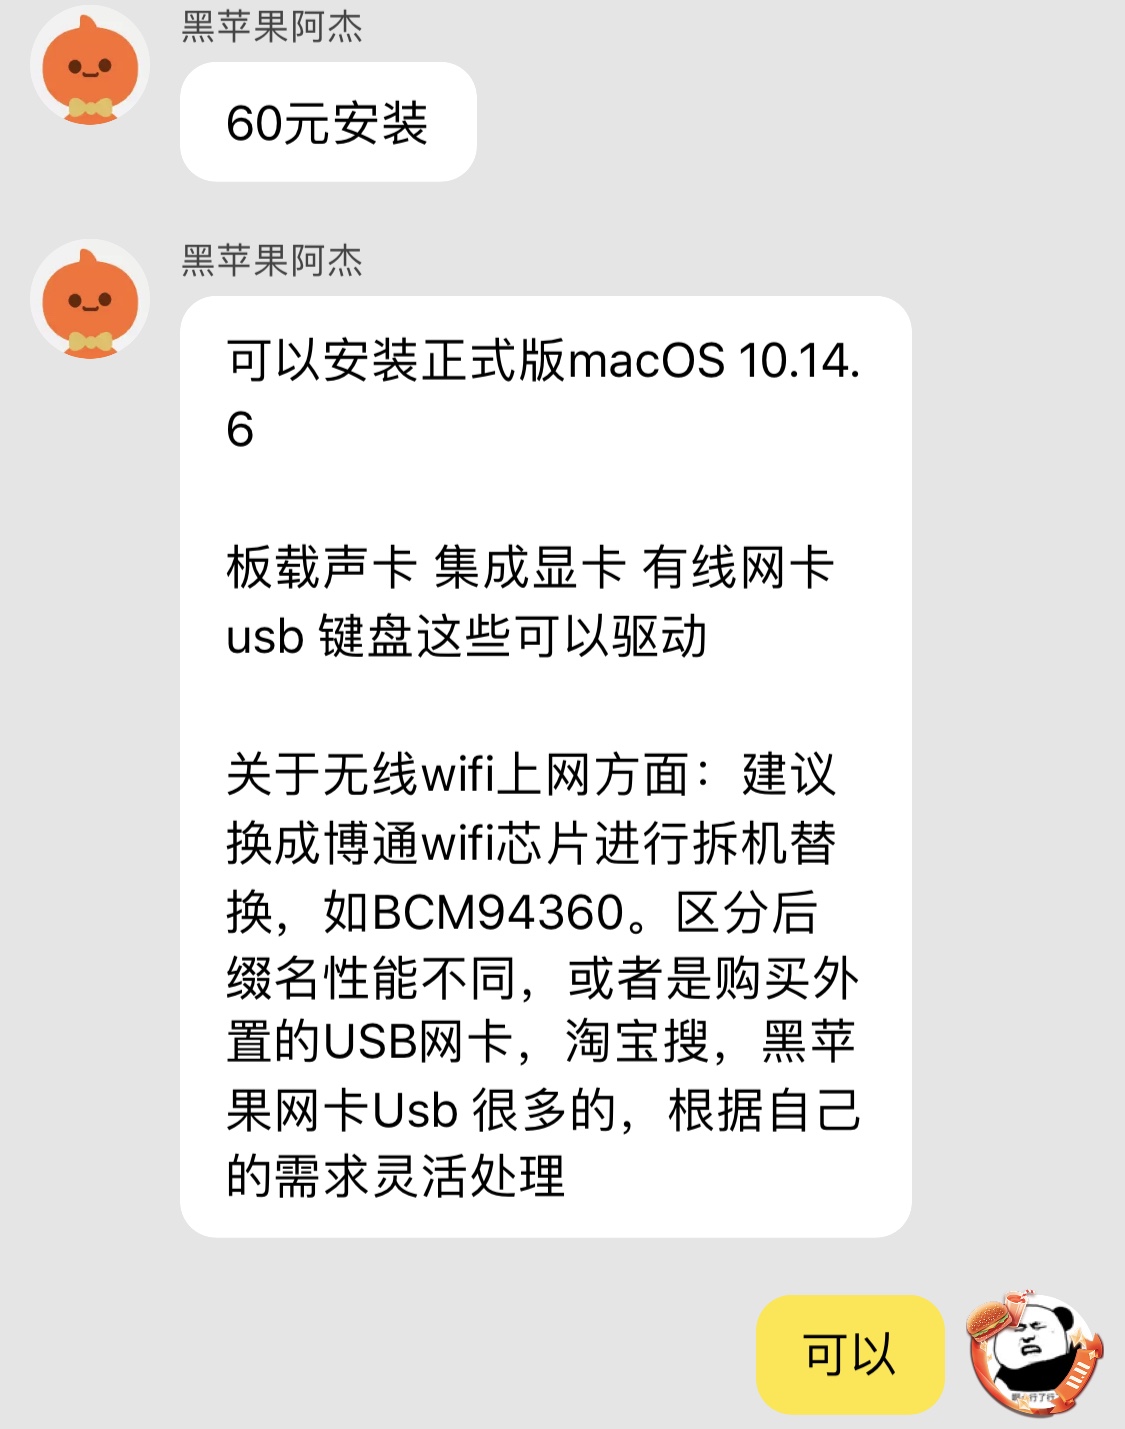 黑苹果阿杰
60元安装
黑苹果阿杰
可以安装正式版macOS 10.14.
6
板载声卡 集成显卡 有线网卡
usb 键盘这些可以驱动
关于无线wifi上网方面：建议
换成博通wifi芯片进行拆机替
换，如BCM94360。区分后
缀名性能不同，或者是购买外
置的USB网卡，淘宝搜，黑苹
果网卡Usb 很多的，根据自己
的需求灵活处理
可以